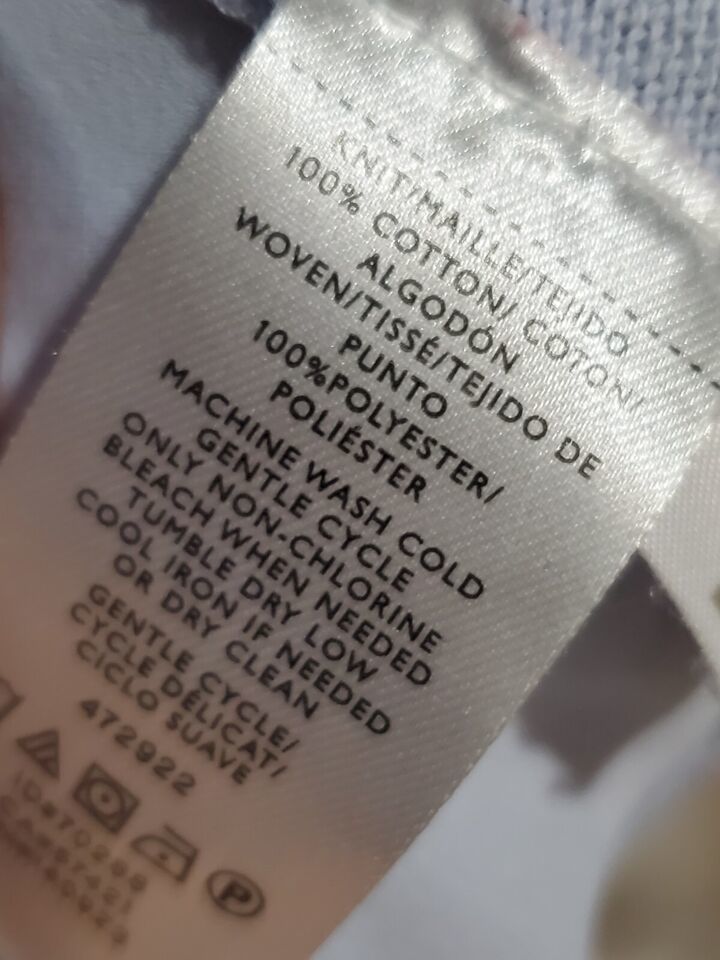 KNIT/MAILLE/TEJIDO
100% COTTON/ COTON/
ALGODÓN
WOVEN/TISSÉ/TEJIDO DE
PUNTO
100%POLYESTER/
POLIÉSTER
MACHINE WASH COLD
GENTLE CYCLE
ONLY NON-CHLORINE
BLEACH WHEN NEEDED
TUMBLE DRY LOW
COOL IRON IF NEEDED
OR DRY CLEAN
GENTLE CYCLE/
CYCLE DÉLICAT/
CICLO SUAVE
472922
P